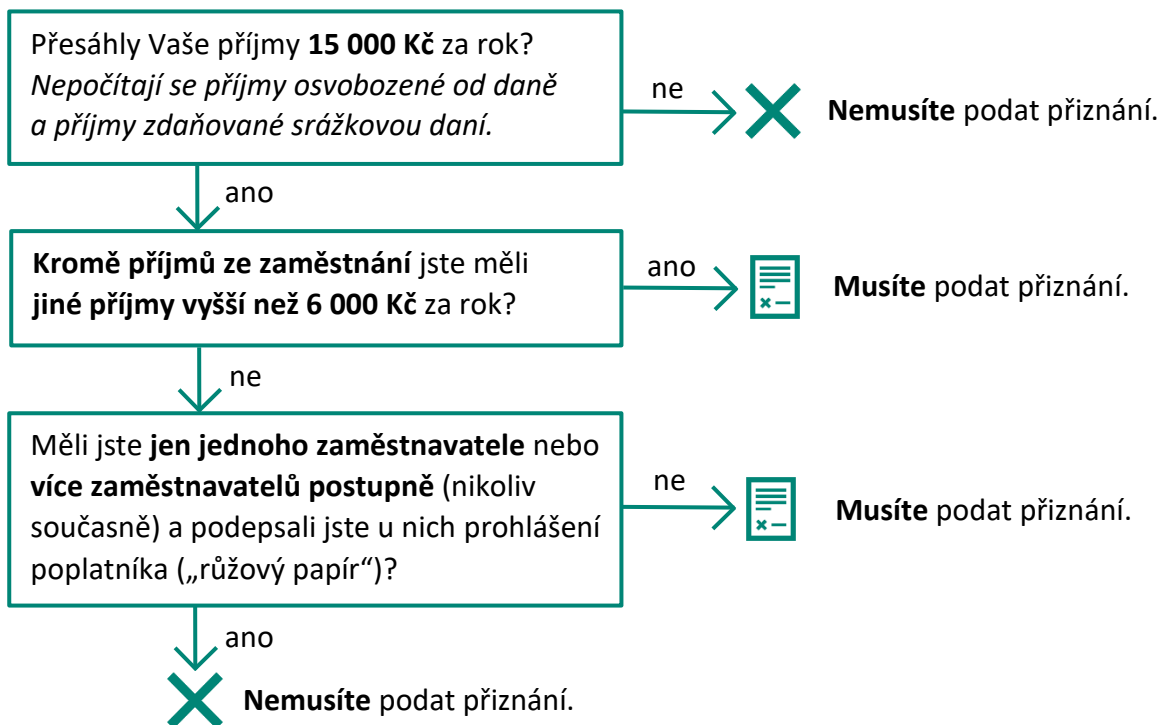 Přesáhly Vaše příjmy 15 000 Kč za rok?
Nepočítají se příjmy osvobozené od daně
a příjmy zdaňované srážkovou daní.
ne
Nemusíte podat přiznání.
ano
Kromě příjmů ze zaměstnání jste měli
jiné příjmy vyšší než 6 000 Kč za rok?
ano
Musíte podat přiznání.
ne
Měli jste jen jednoho zaměstnavatele nebo
více zaměstnavatelů postupně (nikoliv
současně) a podepsali jste u nich prohlášení
poplatníka („růžový papír“)?
ne
Musíte podat přiznání.
ano
Nemusíte podat přiznání.